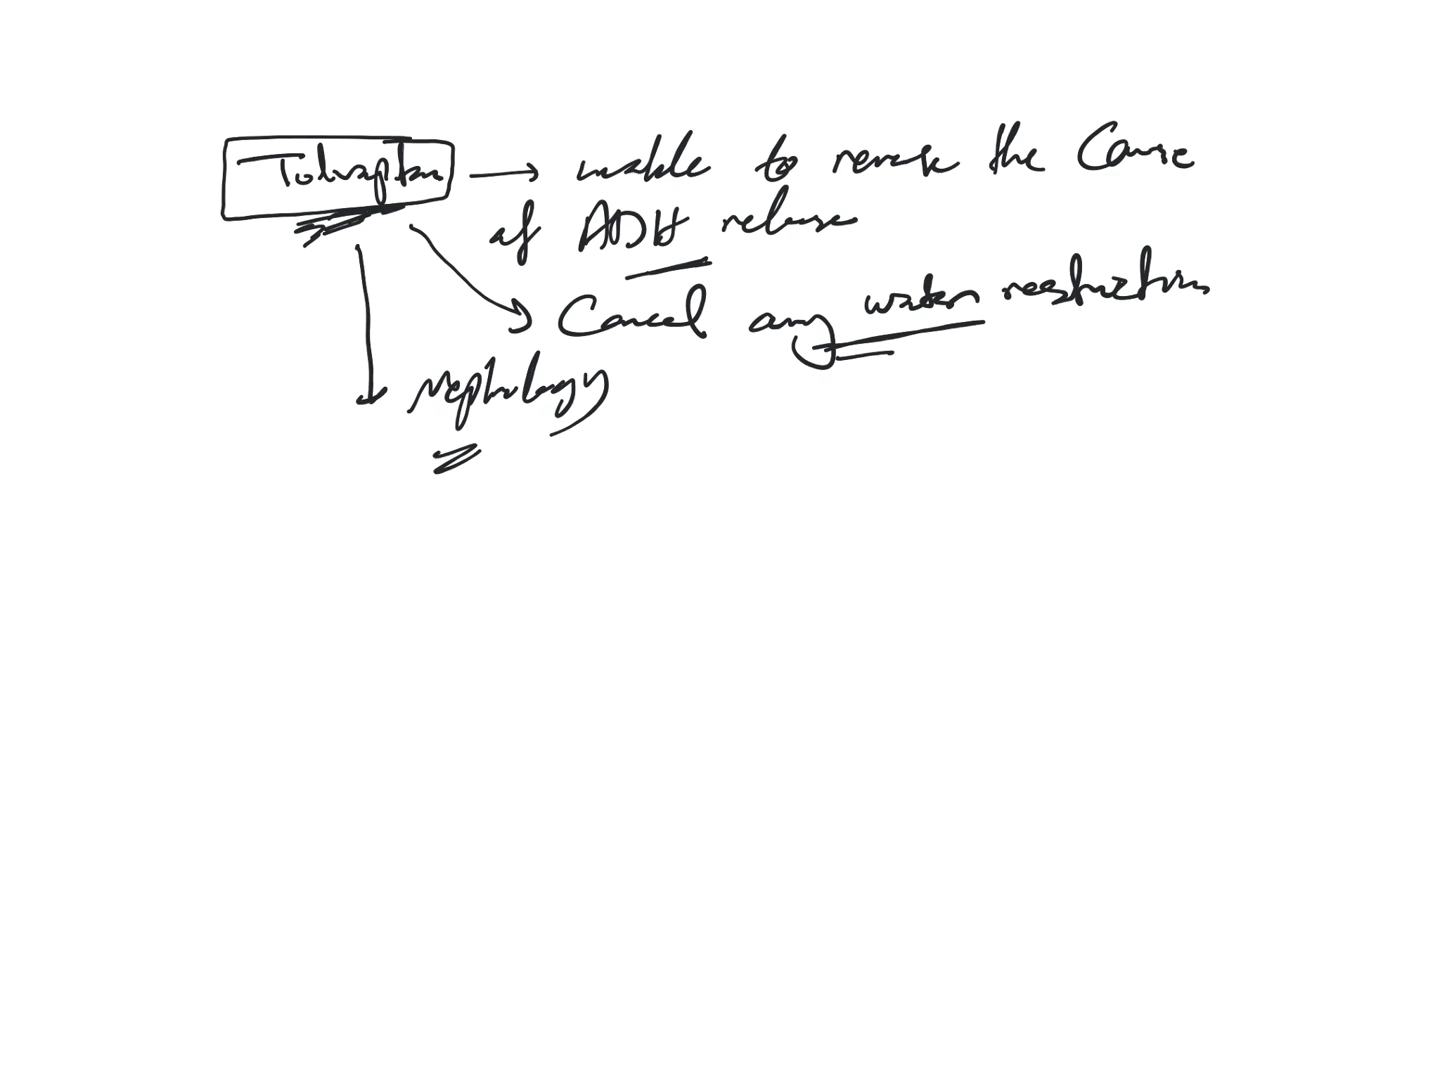 Tolvaptan → unable to reverse the Cause
of ADH release
Cancel any water restriction
Nephrology